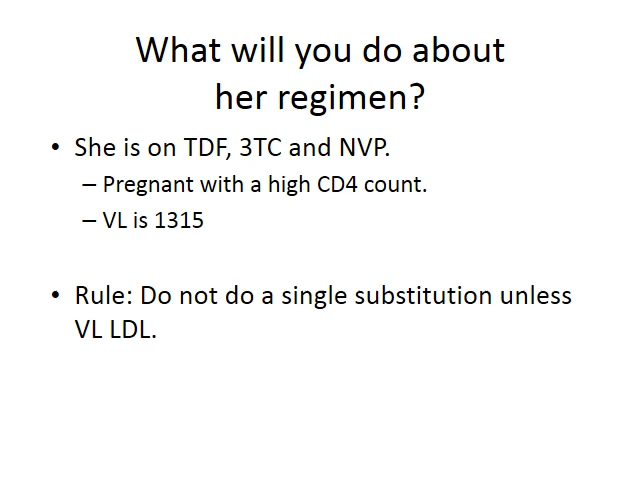 What will you do about
her regimen?
• She is on TDF, 3TC and NVP.
– Pregnant with a high CD4 count.
– VL is 1315
• Rule: Do not do a single substitution unless
VL LDL.